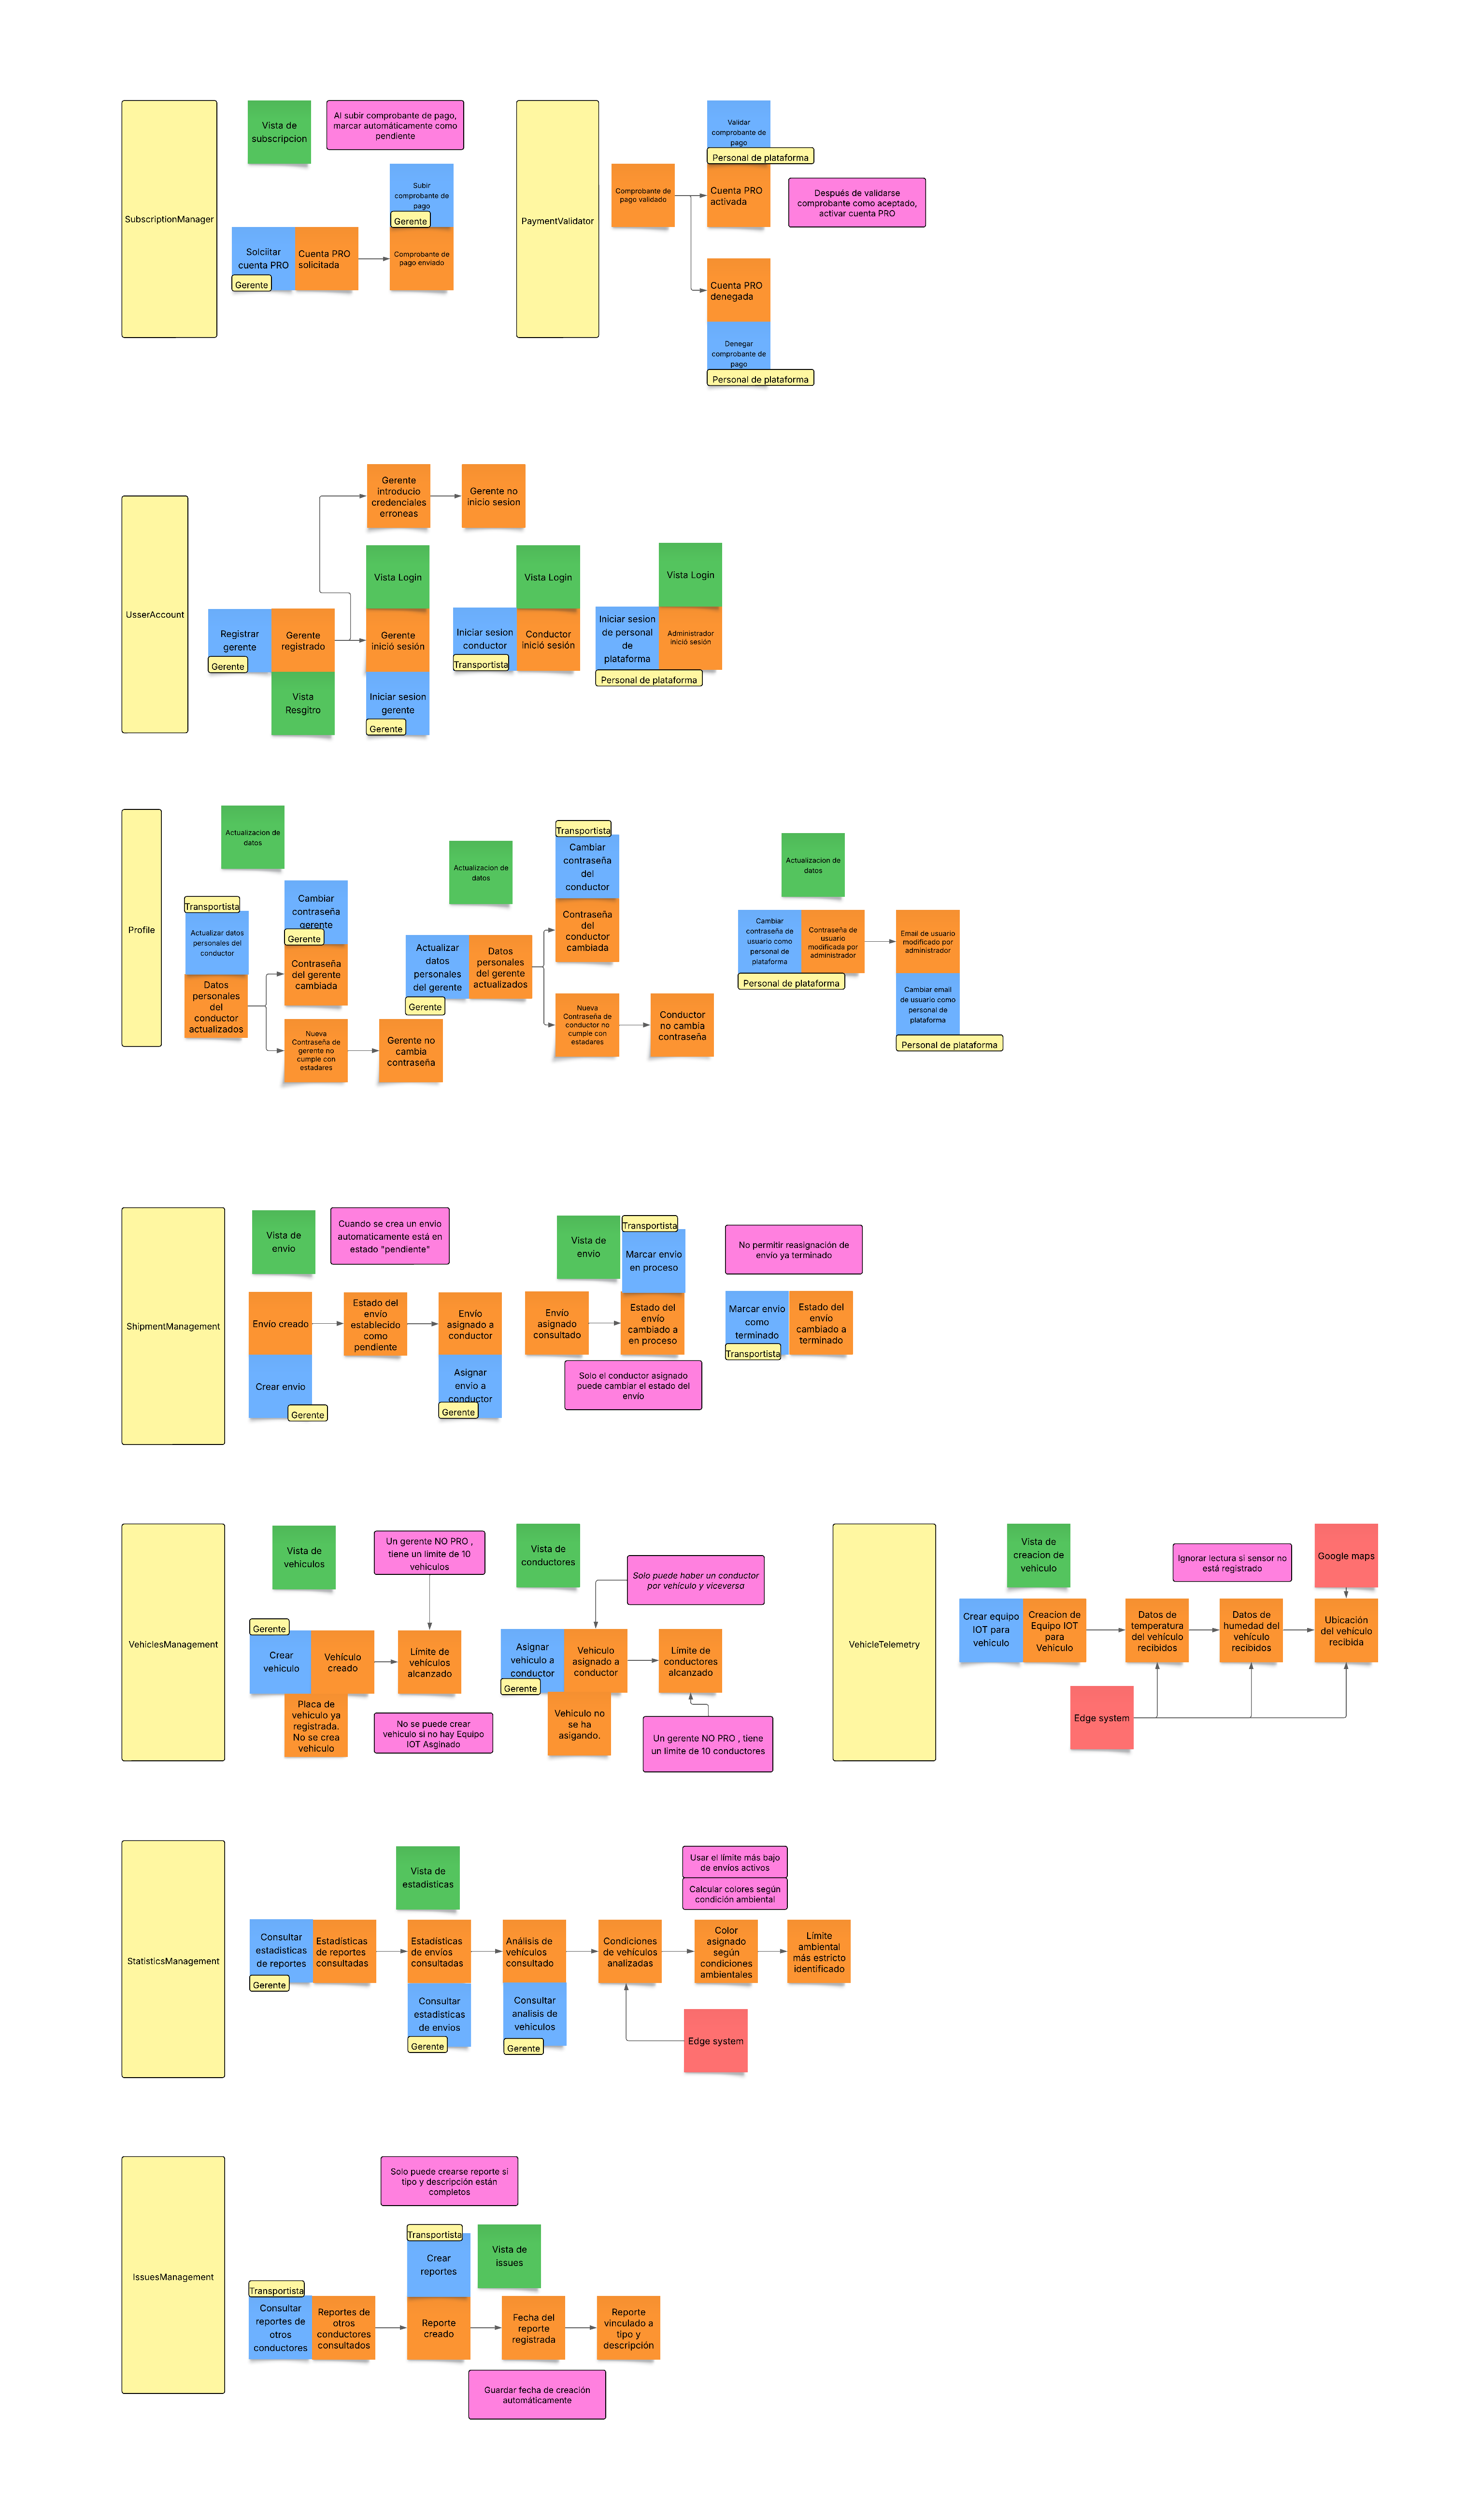 SubscriptionManager
Vista de
subscripcion
Al subir comprobante de pago,
marcar automáticamente como
pendiente
Subir
comprobante de
pago
Gerente
Solciitar
cuenta PRO
Gerente
Cuenta PRO
solicitada
Comprobante de
pago enviado
PaymentValidator
Validar
comprobante de
pago
Personal de plataforma
Comprobante de
pago validado
Cuenta PRO
activada
Después de validarse
comprobante como aceptado,
activar cuenta PRO
Cuenta PRO
denegada
Denegar
comprobante de
pago
Personal de plataforma
UsserAccount
Gerente
introducio
credenciales
erroneas
Gerente no
inicio sesion
Vista Login
Vista Login
Vista Login
Registrar
gerente
Gerente
Gerente
registrado
Gerente
inició sesión
Iniciar sesion
conductor
Transportista
Conductor
inició sesión
Iniciar sesion
de personal
de
plataforma
Personal de plataforma
Administrador
inició sesión
Vista
Resgitro
Iniciar sesion
gerente
Gerente
Profile
Actualizacion de
datos
Transportista
Actualizar datos
personales del
conductor
Datos
personales
del
conductor
actualizados
Cambiar
contraseña
gerente
Gerente
Contraseña
del gerente
cambiada
Nueva
Contraseña de
gerente no
cumple con
estadares
Gerente no
cambia
contraseña
Actualizacion de
datos
Actualizar
datos
personales
del gerente
Gerente
Datos
personales
del gerente
actualizados
Transportista
Cambiar
contraseña
del
conductor
Contraseña
del
conductor
cambiada
Nueva
Contraseña de
conductor no
cumple con
estadares
Conductor
no cambia
contraseña
Actualizacion de
datos
Cambiar
contraseña de
usuario como
personal de
plataforma
Personal de plataforma
Contraseña de
usuario
modificada por
administrador
Email de usuario
modificado por
administrador
Cambiar email
de usuario como
personal de
plataforma
Personal de plataforma
ShipmentManagement
Vista de
envio
Cuando se crea un envio
automaticamente está en
estado "pendiente"
Envío creado
Estado del
envío
establecido
como
pendiente
Envío
asignado a
conductor
Crear envio
Gerente
Asignar
envio a
conductor
Gerente
Vista de
envio
Transportista
Marcar envio
en proceso
Envío
asignado
consultado
Estado del
envío
cambiado a
en proceso
Solo el conductor asignado
puede cambiar el estado del
envío
No permitir reasignación de
envío ya terminado
Marcar envio
como
terminado
Transportista
Estado del
envío
cambiado a
terminado
VehiclesManagement
Vista de
vehiculos
Un gerente NO PRO ,
tiene un limite de 10
vehiculos
Gerente
Crear
vehiculo
Vehículo
creado
Límite de
vehículos
alcanzado
Placa de
vehiculo ya
registrada.
No se crea
vehiculo
No se puede crear
vehiculo si no hay Equipo
IOT Asginado
Vista de
conductores
Solo puede hober un conductor
por vehículo y viceversa
Asignar
vehiculo a
conductor
Gerente
Vehiculo
asignado a
conductor
Límite de
conductores
alcanzado
Vehiculo no
se ha
asigando.
Un gerente NO PRO , tiene
un limite de 10 conductores
VehicleTelemetry
Vista de
creacion de
vehiculo
Ignorar lectura si sensor no
está registrado
Google maps
Crear equipo
IOT para
vehiculo
Creacion de
Equipo IOT
para
Vehiculo
Datos de
temperatura
del vehículo
recibidos
Datos de
humedad del
vehículo
recibidos
Ubicación
del vehículo
recibida
Edge system
StatisticsManagement
Vista de
estadisticas
Usar el límite más bajo
de envíos activos
Calcular colores según
condición ambiental
Consultar
estadisticas
de reportes
Gerente
Estadísticas
de reportes
consultadas
Estadísticas
de envíos
consultadas
Análisis de
vehículos
consultado
Condiciones
de vehículos
analizadas
Color
asignado
según
condiciones
ambientales
Límite
ambiental
más estricto
identificado
Consultar
estadisticas
de envios
Gerente
Consultar
analisis de
vehiculos
Gerente
Edge system
IssuesManagement
Solo puede crearse reporte si
tipo y descripción están
completos
Transportista
Crear
reportes
Vista de
issues
Transportista
Consultar
reportes de
otros
conductores
Reportes de
otros
conductores
consultados
Reporte
creado
Fecha del
reporte
registrada
Reporte
vinculado a
tipo y
descripción
Guardar fecha de creación
automáticamente